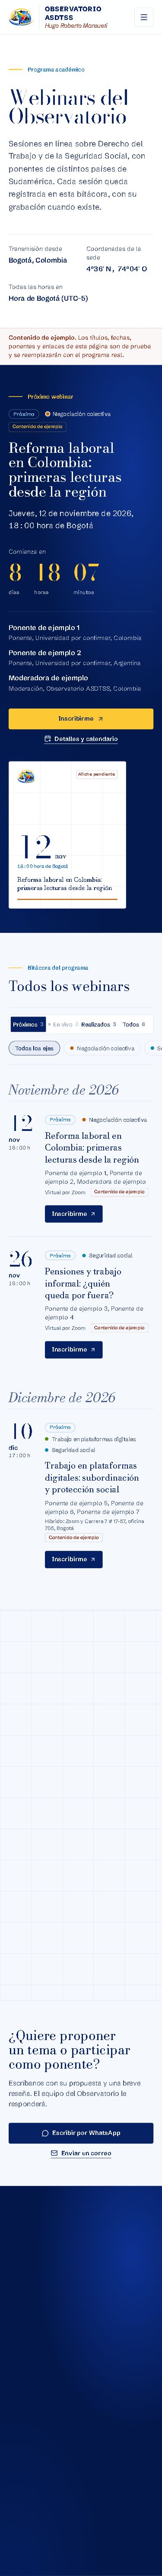 OBSERVATORIO
ASDTSS
Hugo Roberto Mansueti
Programa académico
Webinars del
Observatorio
Sesiones en línea sobre Derecho del
Trabajo y de la Seguridad Social, con
ponentes de distintos países de
Sudamérica. Cada sesión queda
registrada en esta bitácora, con su
grabación cuando existe.
Transmisión desde
Bogotá, Colombia
Coordenadas de la
sede
4°36′ N, 74°04′ O
Todas las horas en
Hora de Bogotá (UTC-5)
Contenido de ejemplo. Los títulos, fechas,
ponentes y enlaces de esta página son de prueba
y se reemplazarán con el programa real.
Próximo webinar
Próximo
Negociación colectiva
Contenido de ejemplo
Reforma laboral
en Colombia:
primeras lecturas
desde la región
Jueves, 12 de noviembre de 2026,
18:00 hora de Bogotá
Comienza en
8 18 07
días horas minutos
Ponente de ejemplo 1
Ponente, Universidad por confirmar, Colombia
Ponente de ejemplo 2
Ponente, Universidad por confirmar, Argentina
Moderadora de ejemplo
Moderación, Observatorio ASDTSS, Colombia
Inscribirme
Detalles y calendario
Afiche pendiente
12 nov
18:00 hora de Bogotá
Reforma laboral en Colombia:
primeras lecturas desde la región
Bitácora del programa
Todos los webinars
Próximos 3
En vivo 0
Realizados 3
Todos 6
Todos los ejes
Negociación colectiva
Noviembre de 2026
12
nov
18:00 h
Próximo
Negociación colectiva
Reforma laboral en
Colombia: primeras
lecturas desde la región
Ponente de ejemplo 1, Ponente de
ejemplo 2, Moderadora de ejemplo
Virtual por Zoom
Contenido de ejemplo
Inscribirme
26
nov
16:00 h
Próximo
Seguridad social
Pensiones y trabajo
informal: ¿quién
queda por fuera?
Ponente de ejemplo 3, Ponente de
ejemplo 4
Virtual por Zoom
Contenido de ejemplo
Inscribirme
Diciembre de 2026
10
dic
17:00 h
Próximo
Trabajo en plataformas digitales
Seguridad social
Trabajo en plataformas
digitales: subordinación
y protección social
Ponente de ejemplo 5, Ponente de
ejemplo 6, Ponente de ejemplo 7
Híbrido: Zoom y Carrera 7 # 17-57, oficina
705, Bogotá
Contenido de ejemplo
Inscribirme
¿Quiere proponer
un tema o participar
como ponente?
Escríbanos con su propuesta y una breve
reseña. El equipo del Observatorio le
responderá.
Escribir por WhatsApp
Enviar un correo